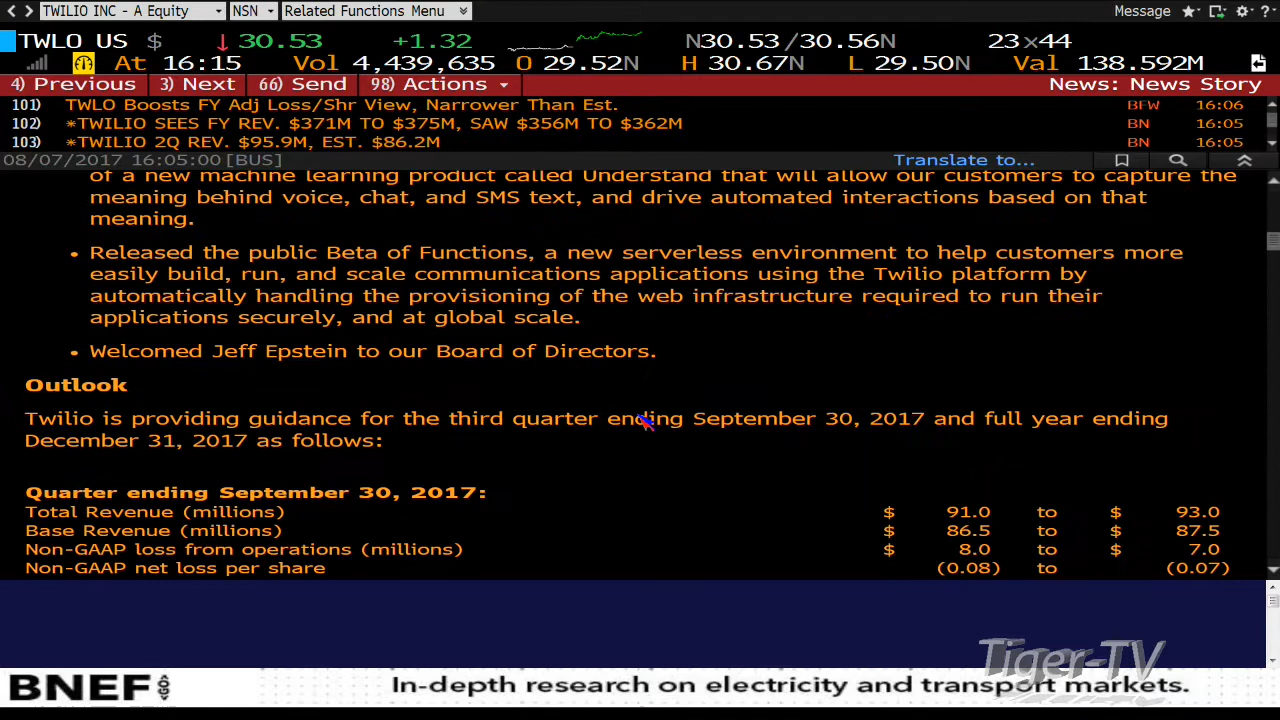 TWILIO INC - A Equity NSN Related Functions Menu Message
TWLO US $ ↓30.53 +1.32 N30.53/30.56N 23x44
At 16:15 Vol 4,439,635 O 29.52N H 30.67N L 29.50N Val 138.592M
4) Previous 3) Next 66) Send 98) Actions News: News Story
101) TWLO Boosts FY Adj Loss/Shr View, Narrower Than Est. BFW 16:06
102) *TWILIO SEES FY REV. $371M TO $375M, SAW $356M TO $362M BN 16:05
103) *TWILIO 2Q REV. $95.9M, EST. $86.2M BN 16:05
08/07/2017 16:05:00 [BUS] Translate to...
of a new machine learning product called Understand that will allow our customers to capture the
meaning behind voice, chat, and SMS text, and drive automated interactions based on that
meaning.
• Released the public Beta of Functions, a new serverless environment to help customers more
easily build, run, and scale communications applications using the Twilio platform by
automatically handling the provisioning of the web infrastructure required to run their
applications securely, and at global scale.
• Welcomed Jeff Epstein to our Board of Directors.
Outlook
Twilio is providing guidance for the third quarter ending September 30, 2017 and full year ending
December 31, 2017 as follows:
Quarter ending September 30, 2017:
Total Revenue (millions) $ 91.0 to $ 93.0
Base Revenue (millions) $ 86.5 to $ 87.5
Non-GAAP loss from operations (millions) $ 8.0 to $ 7.0
Non-GAAP net loss per share (0.08) to (0.07)
Tiger-TV
BNEF <GO> In-depth research on electricity and transport markets.